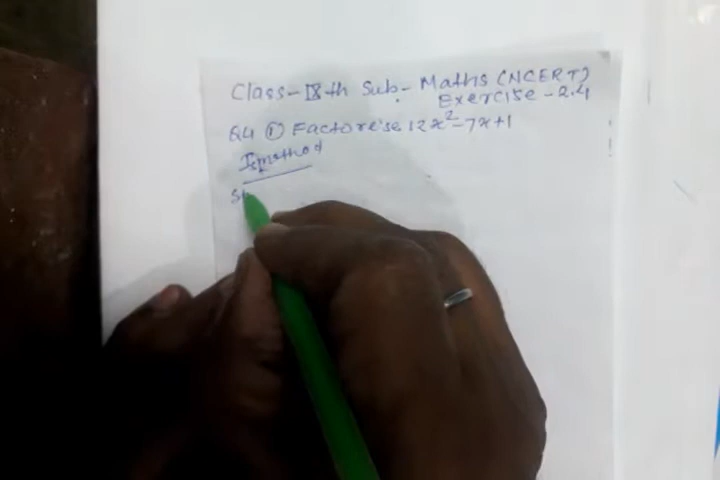 Class-IXth Sub- Maths (NCERT)
Exercise-2.4
Q4 ① Factorise 12x²-7x+1
Ist method
S